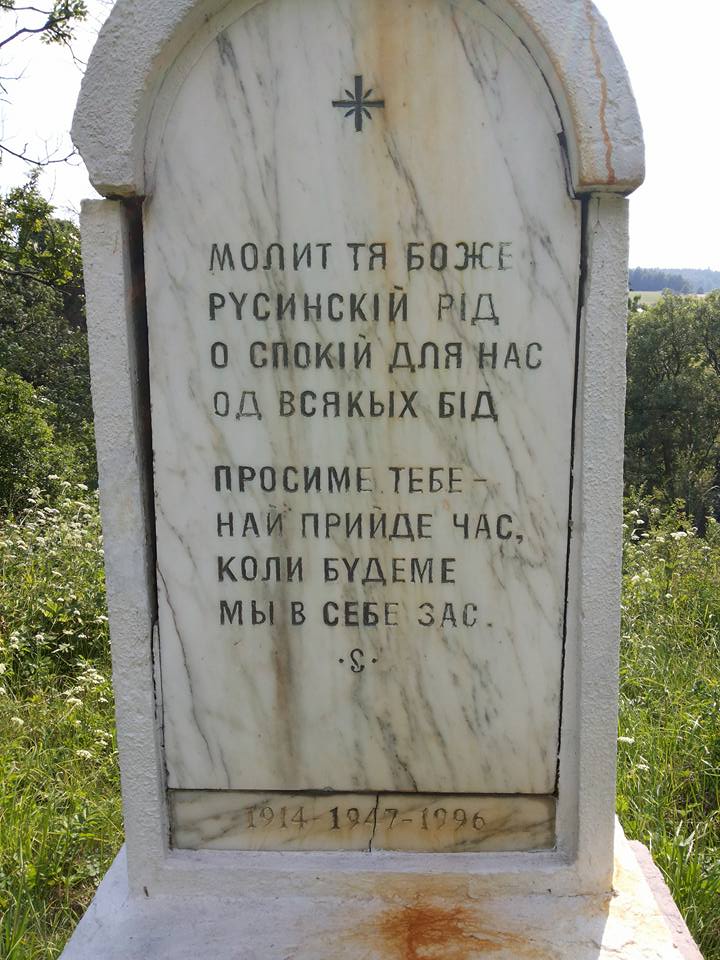 МОЛИТ ТЯ БОЖЕ
РУСИНСКІЙ РІД
О СПОКІЙ ДЛЯ НАС
ОД ВСЯКЫХ БІД
ПРОСИМЕ ТЕБЕ-
НАЙ ПРИЙДЕ ЧАС,
КОЛИ БУДЕМЕ
МЫ В СЕБЕ ЗАС.
1914-1947-1996